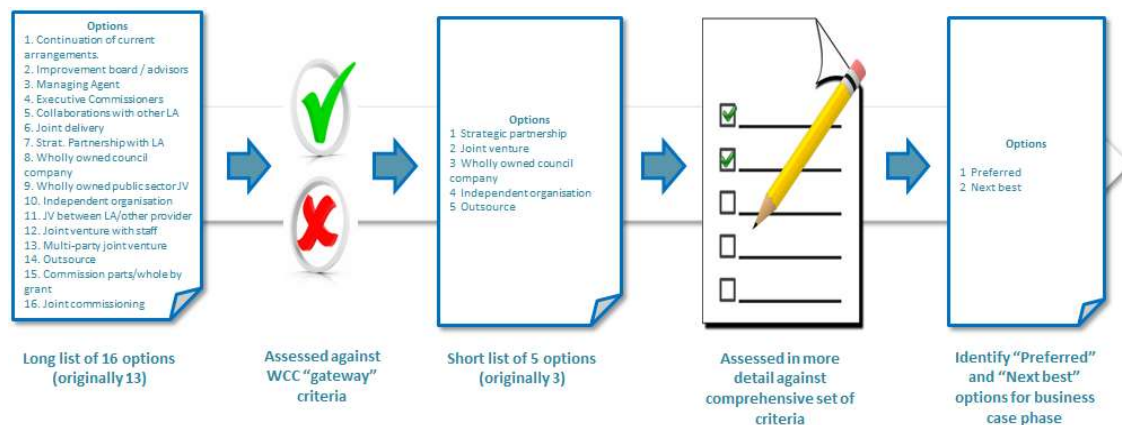 Options
1. Continuation of current
arrangements.
2. Improvement board / advisors
3. Managing Agent
4. Executive Commissioners
5. Collaborations with other LA
6. Joint delivery
7. Strat. Partnership with LA
8. Wholly owned council
company
9. Wholly owned public sector JV
10. Independent organisation
11. JV between LA/other provider
12. Joint venture with staff
13. Multi-party joint venture
14. Outsource
15. Commission parts/whole by
grant
16. Joint commissioning
Long list of 16 options
(originally 13)
Assessed against
WCC "gateway"
criteria
Options
1 Strategic partnership
2 Joint venture
3 Wholly owned council
company
4 Independent organisation
5 Outsource
Short list of 5 options
(originally 3)
Assessed in more
detail against
comprehensive set of
criteria
Options
1 Preferred
2 Next best
Identify "Preferred"
and "Next best"
options for business
case phase